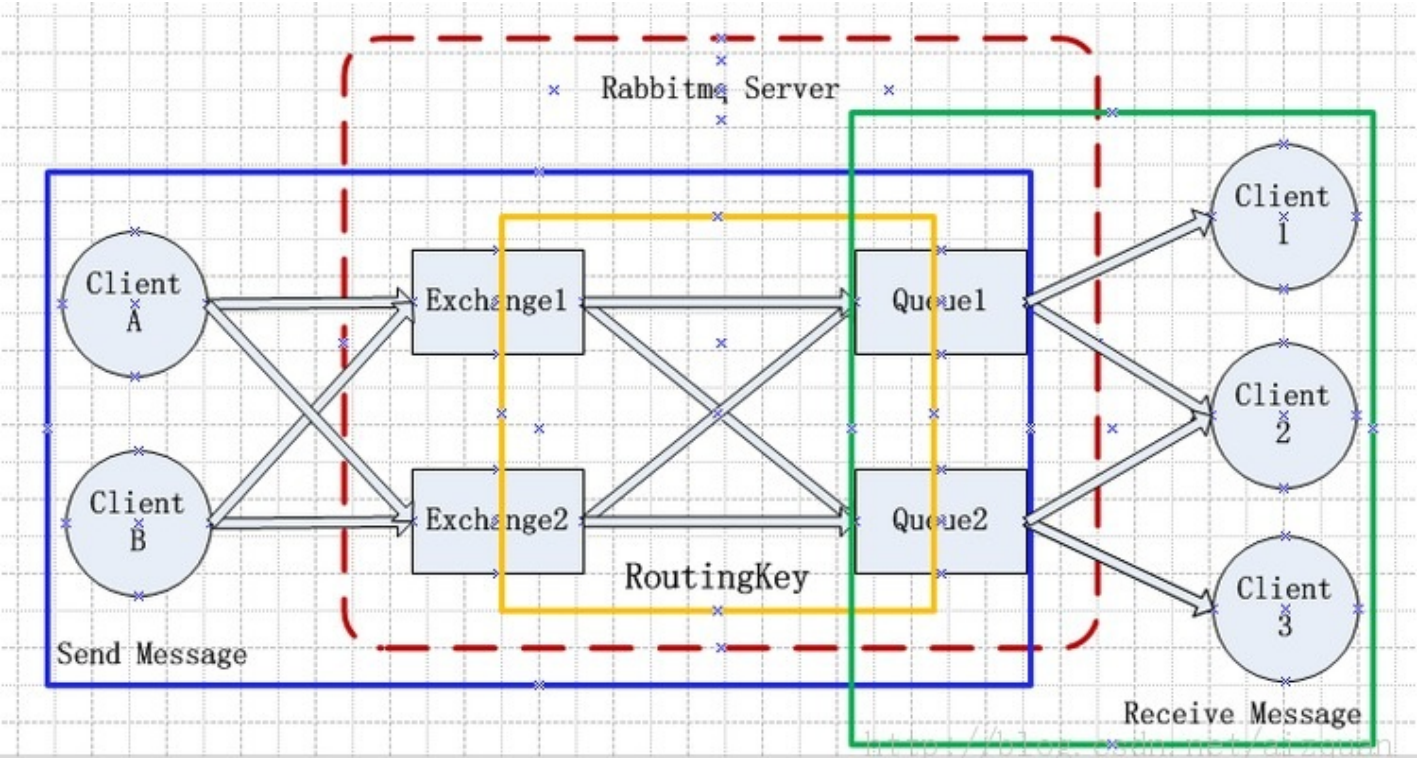 Rabbitmq Server
Client
A
Client
B
Exchange1
Exchange2
RoutingKey
Queue1
Queue2
Client
1
Client
2
Client
3
Send Message
Receive Message